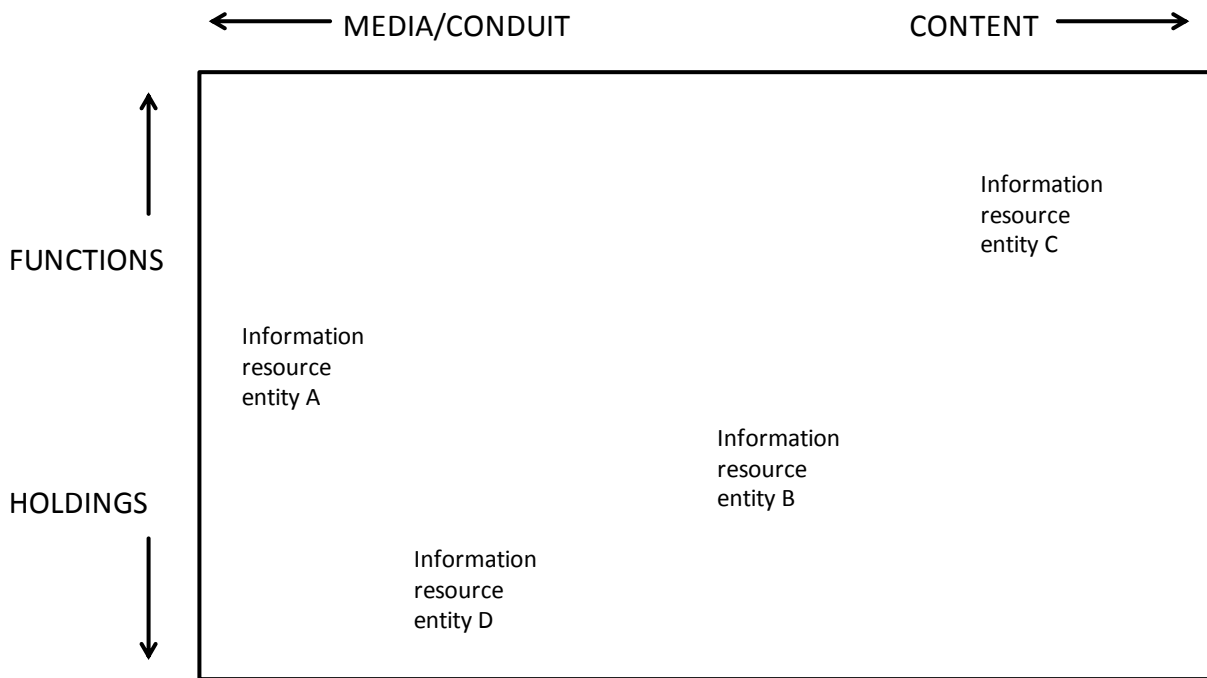 MEDIA/CONDUIT
CONTENT
Information
resource
entity C
FUNCTIONS
Information
resource
entity A
Information
resource
entity B
HOLDINGS
Information
resource
entity D